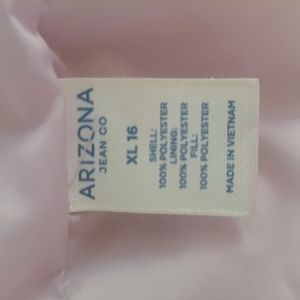 ARIZONA
JEAN CO
XL 16
SHELL:
100% POLYESTER
LINING:
100% POLYESTER
FILL:
100% POLYESTER
MADE IN VIETNAM